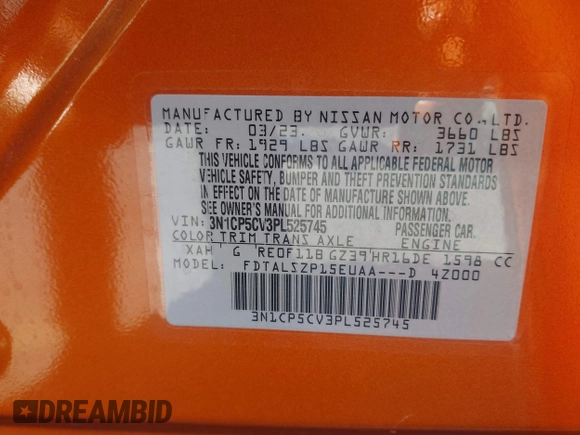 MANUFACTURED BY NISSAN MOTOR CO.,LTD.
DATE: 03/23. GVWR: 3660 LBS
GAWR FR: 1929 LBS GAWR RR: 1731 LBS
THIS VEHICLE CONFORMS TO ALL APPLICABLE FEDERAL MOTOR
VEHICLE SAFETY, BUMPER AND THEFT PREVENTION STANDARDS
IN EFFECT ON THE DATE OF MANUFACTURE SHOWN ABOVE.
SEE OWNER'S MANUAL FOR ADDITIONAL INFORMATION.
VIN: 3N1CP5CV3PL525745 PASSENGER CAR
COLOR TRIM TRANS AXLE ENGINE
XAH G RE0F11B GZ39 HR16DE 1598 CC
MODEL: FDTALSZP15EUAA---D 4Z000
3N1CP5CV3PL525745
DREAMBID